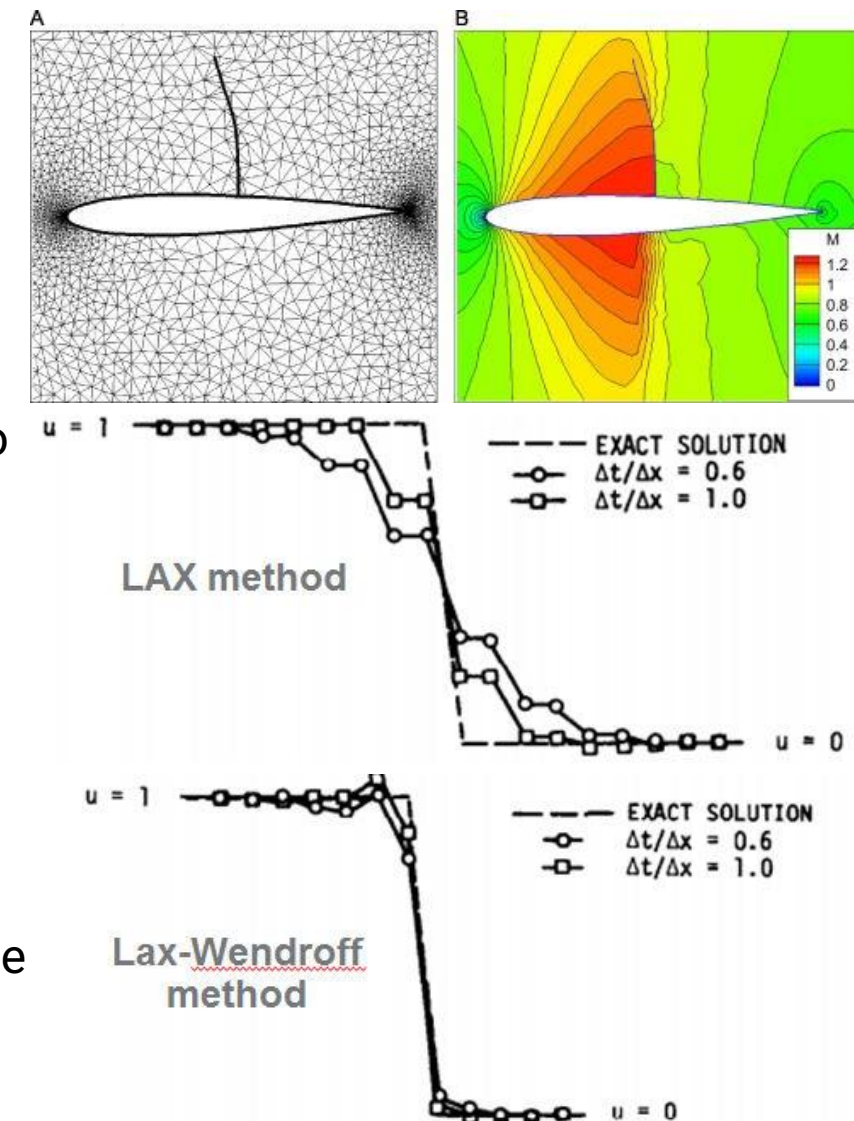 A
B
M
1.2
1
0.8
0.6
0.4
0.2
0
u = 1
EXACT SOLUTION
Δt/Δx = 0.6
Δt/Δx = 1.0
LAX method
u = 0
u = 1
EXACT SOLUTION
Δt/Δx = 0.6
Δt/Δx = 1.0
e
Lax-Wendroff
method
u = 0